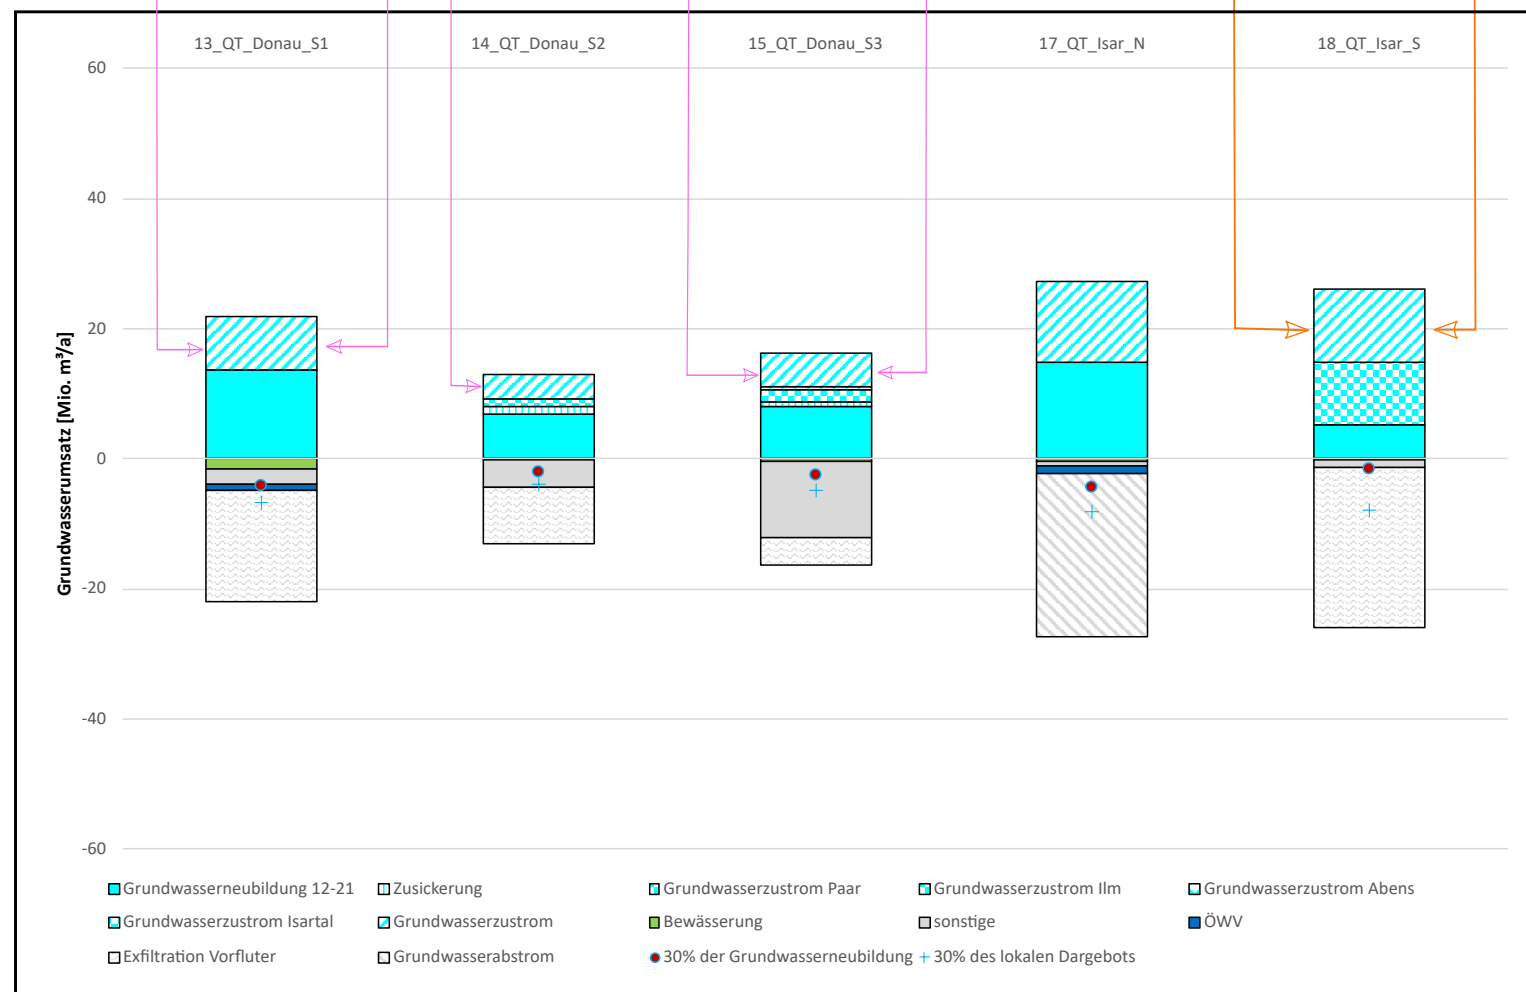 13_QT_Donau_S1 14_QT_Donau_S2 15_QT_Donau_S3 17_QT_Isar_N 18_QT_Isar_S
60
40
20
0
-20
-40
-60
Grundwasserumsatz [Mio. m³/a]
Grundwasserneubildung 12-21 Zusickerung Grundwasserzustrom Paar Grundwasserzustrom Ilm Grundwasserzustrom Abens
Grundwasserzustrom Isartal Grundwasserzustrom Bewässerung sonstige ÖWV
Exfiltration Vorfluter Grundwasserabstrom 30% der Grundwasserneubildung 30% des lokalen Dargebots